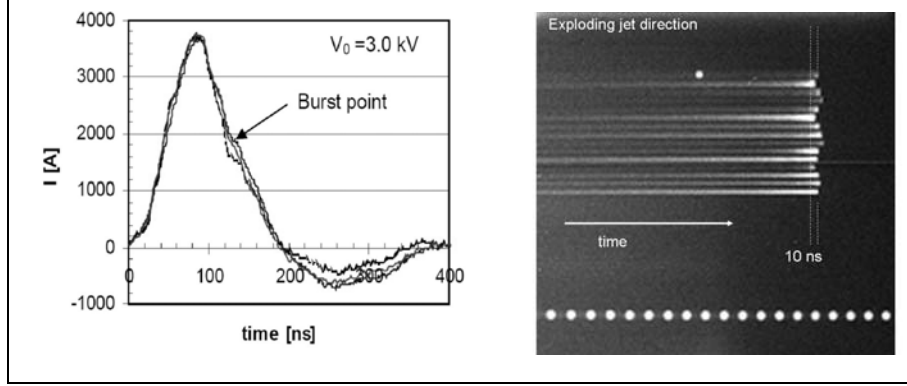 4000
3000
2000
1000
0
-1000
I [A]
V₀ =3.0 kV
Burst point
0 100 200 300 400
time [ns]
Exploding jet direction
time
10 ns